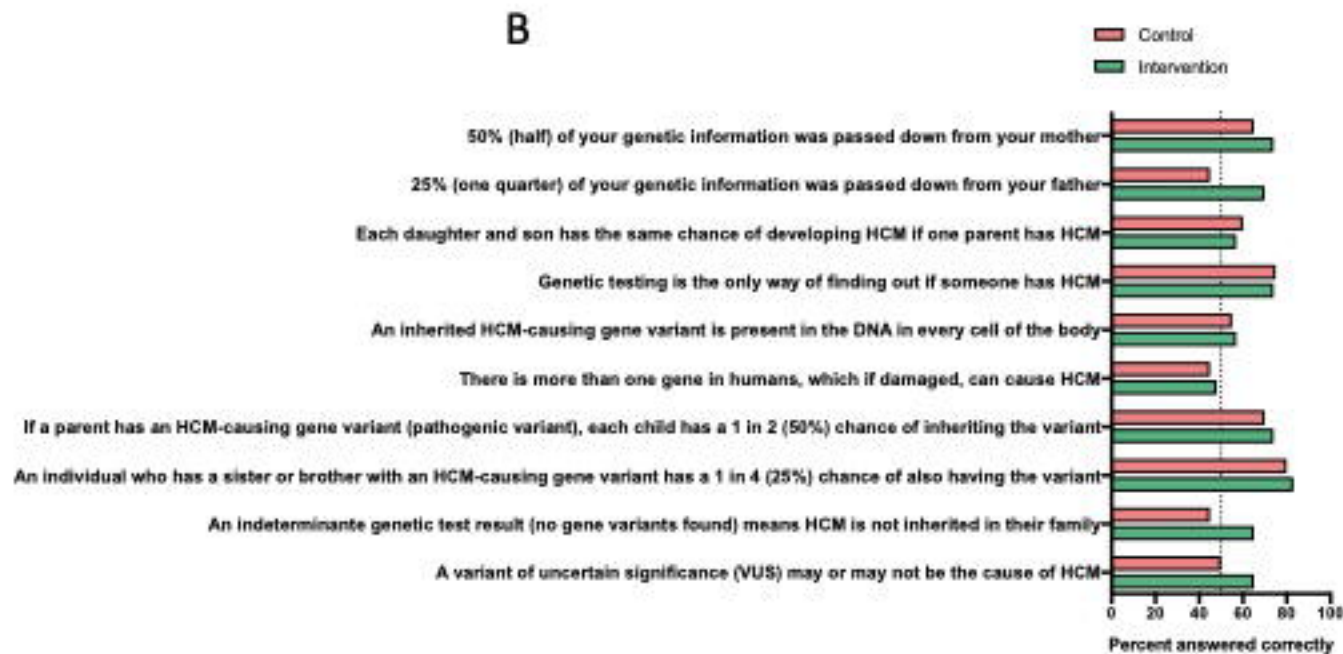 B
Control
Intervention
50% (half) of your genetic information was passed down from your mother
25% (one quarter) of your genetic information was passed down from your father
Each daughter and son has the same chance of developing HCM if one parent has HCM
Genetic testing is the only way of finding out if someone has HCM
An inherited HCM-causing gene variant is present in the DNA in every cell of the body
There is more than one gene in humans, which if damaged, can cause HCM
If a parent has an HCM-causing gene variant (pathogenic variant), each child has a 1 in 2 (50%) chance of inheriting the variant
An individual who has a sister or brother with an HCM-causing gene variant has a 1 in 4 (25%) chance of also having the variant
An indeterminante genetic test result (no gene variants found) means HCM is not inherited in their family
A variant of uncertain significance (VUS) may or may not be the cause of HCM
0 20 40 60 80 100
Percent answered correctly